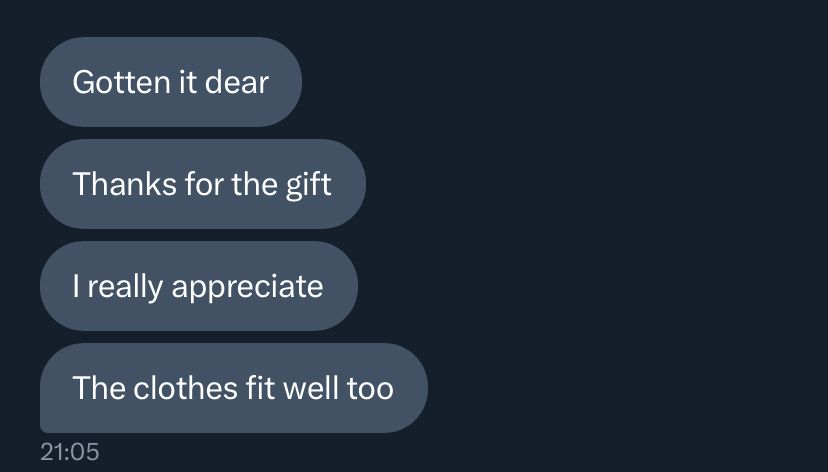 Gotten it dear
Thanks for the gift
I really appreciate
The clothes fit well too
21:05